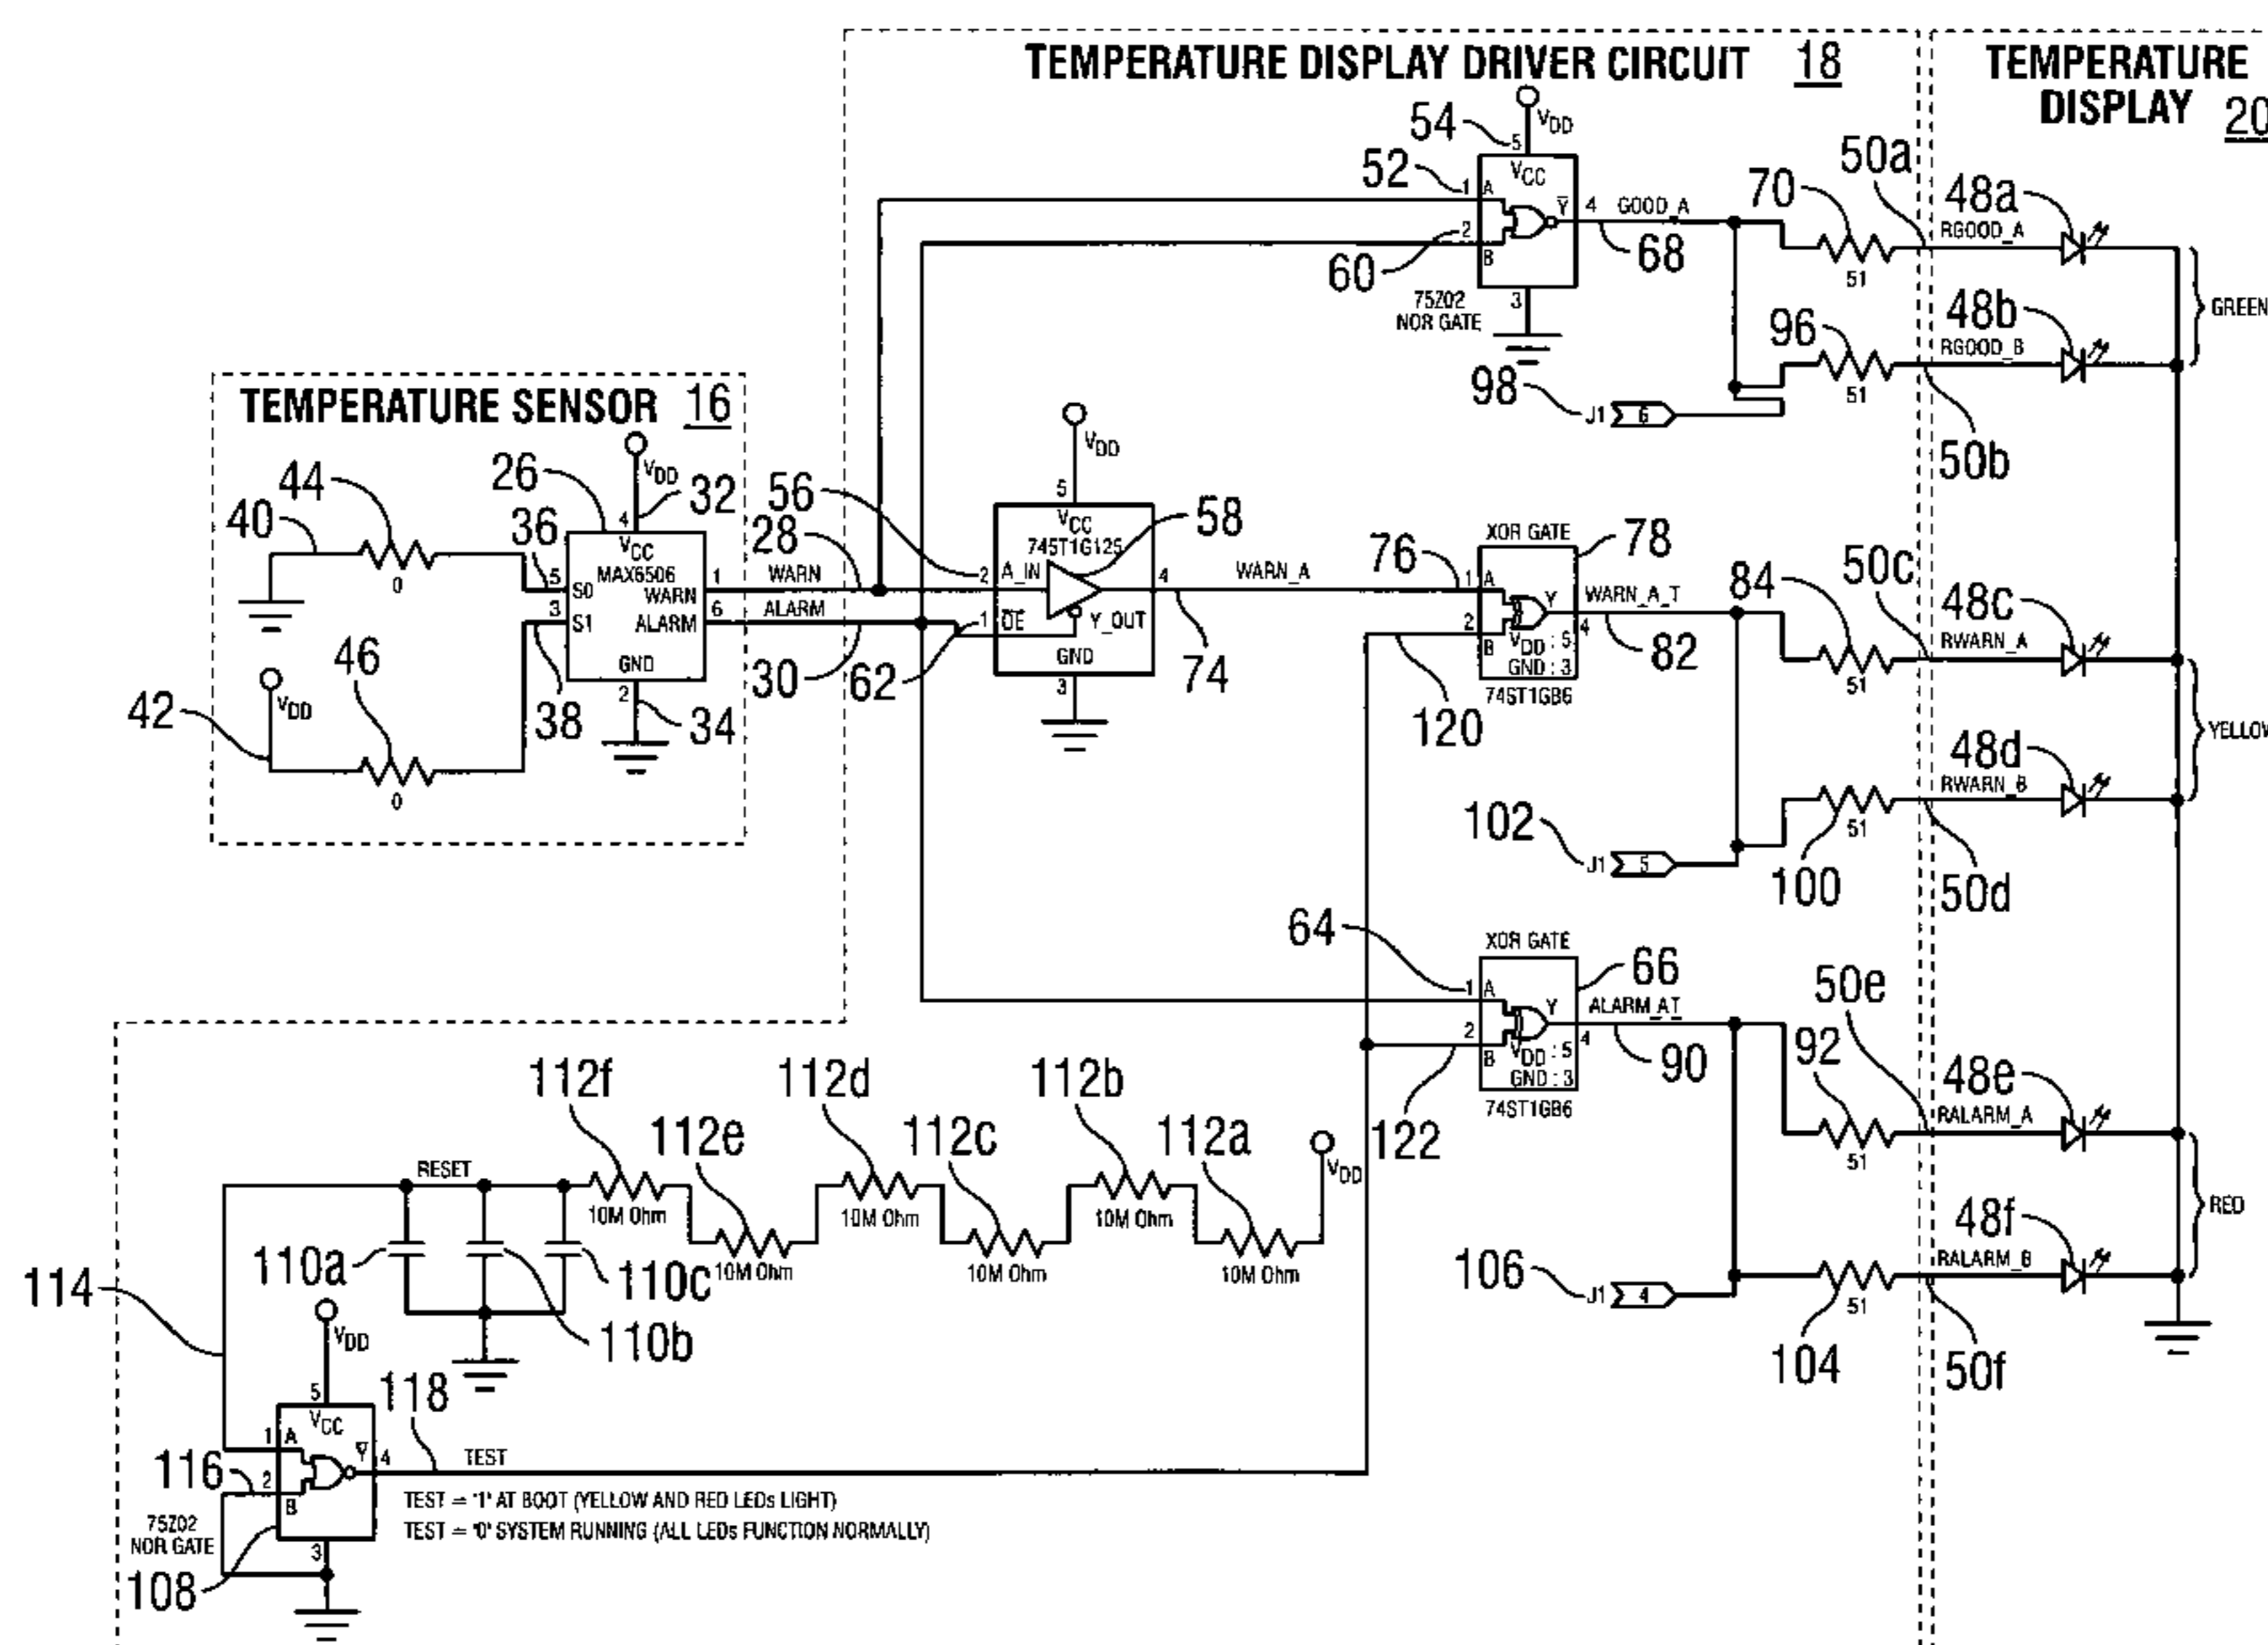 TEMPERATURE DISPLAY DRIVER CIRCUIT 18
TEMPERATURE
DISPLAY 20
54
VDD
5
52
1 A
VCC
Y 4 GOOD_A
2
B
60
68
3
75Z02
NOR GATE
70
51
50a
48a
RGOOD_A
96
51
48b
RGOOD_B
GREEN
98
J1 6
50b
TEMPERATURE SENSOR 16
44
40
0
36
26
VDD
32
4
VCC
MAX6506
5 S0
3 S1
WARN 1
ALARM 6
GND
2
34
38
46
VDD
42
0
56
28
WARN
ALARM
30
62
VDD
5
VCC
74ST1G125
58
2 A_IN
1 OE
Y_OUT
4
GND
3
WARN_A
74
76
XOR GATE
78
1 A
Y
2
B
VDD : 5
GND : 3
4
74ST1G86
WARN_A_T
82
120
84
51
50c
48c
RWARN_A
YELLOW
48d
RWARN_B
102
J1 5
51
100
50d
64
XOR GATE
66
1 A
Y
2
B
VDD : 5
GND : 3
4
74ST1G86
ALARM_AT
90
122
50e
92
51
48e
RALARM_A
RED
48f
RALARM_B
106
J1 4
51
104
50f
112f
112e
112d
112c
112b
112a
VDD
RESET
10M Ohm
10M Ohm
10M Ohm
10M Ohm
10M Ohm
10M Ohm
110a
110c
110b
114
VDD
5
VCC
118
1 A
Y 4
TEST
116
2
B
75Z02
NOR GATE
3
108
TEST = '1' AT BOOT (YELLOW AND RED LEDs LIGHT)
TEST = '0' SYSTEM RUNNING (ALL LEDs FUNCTION NORMALLY)